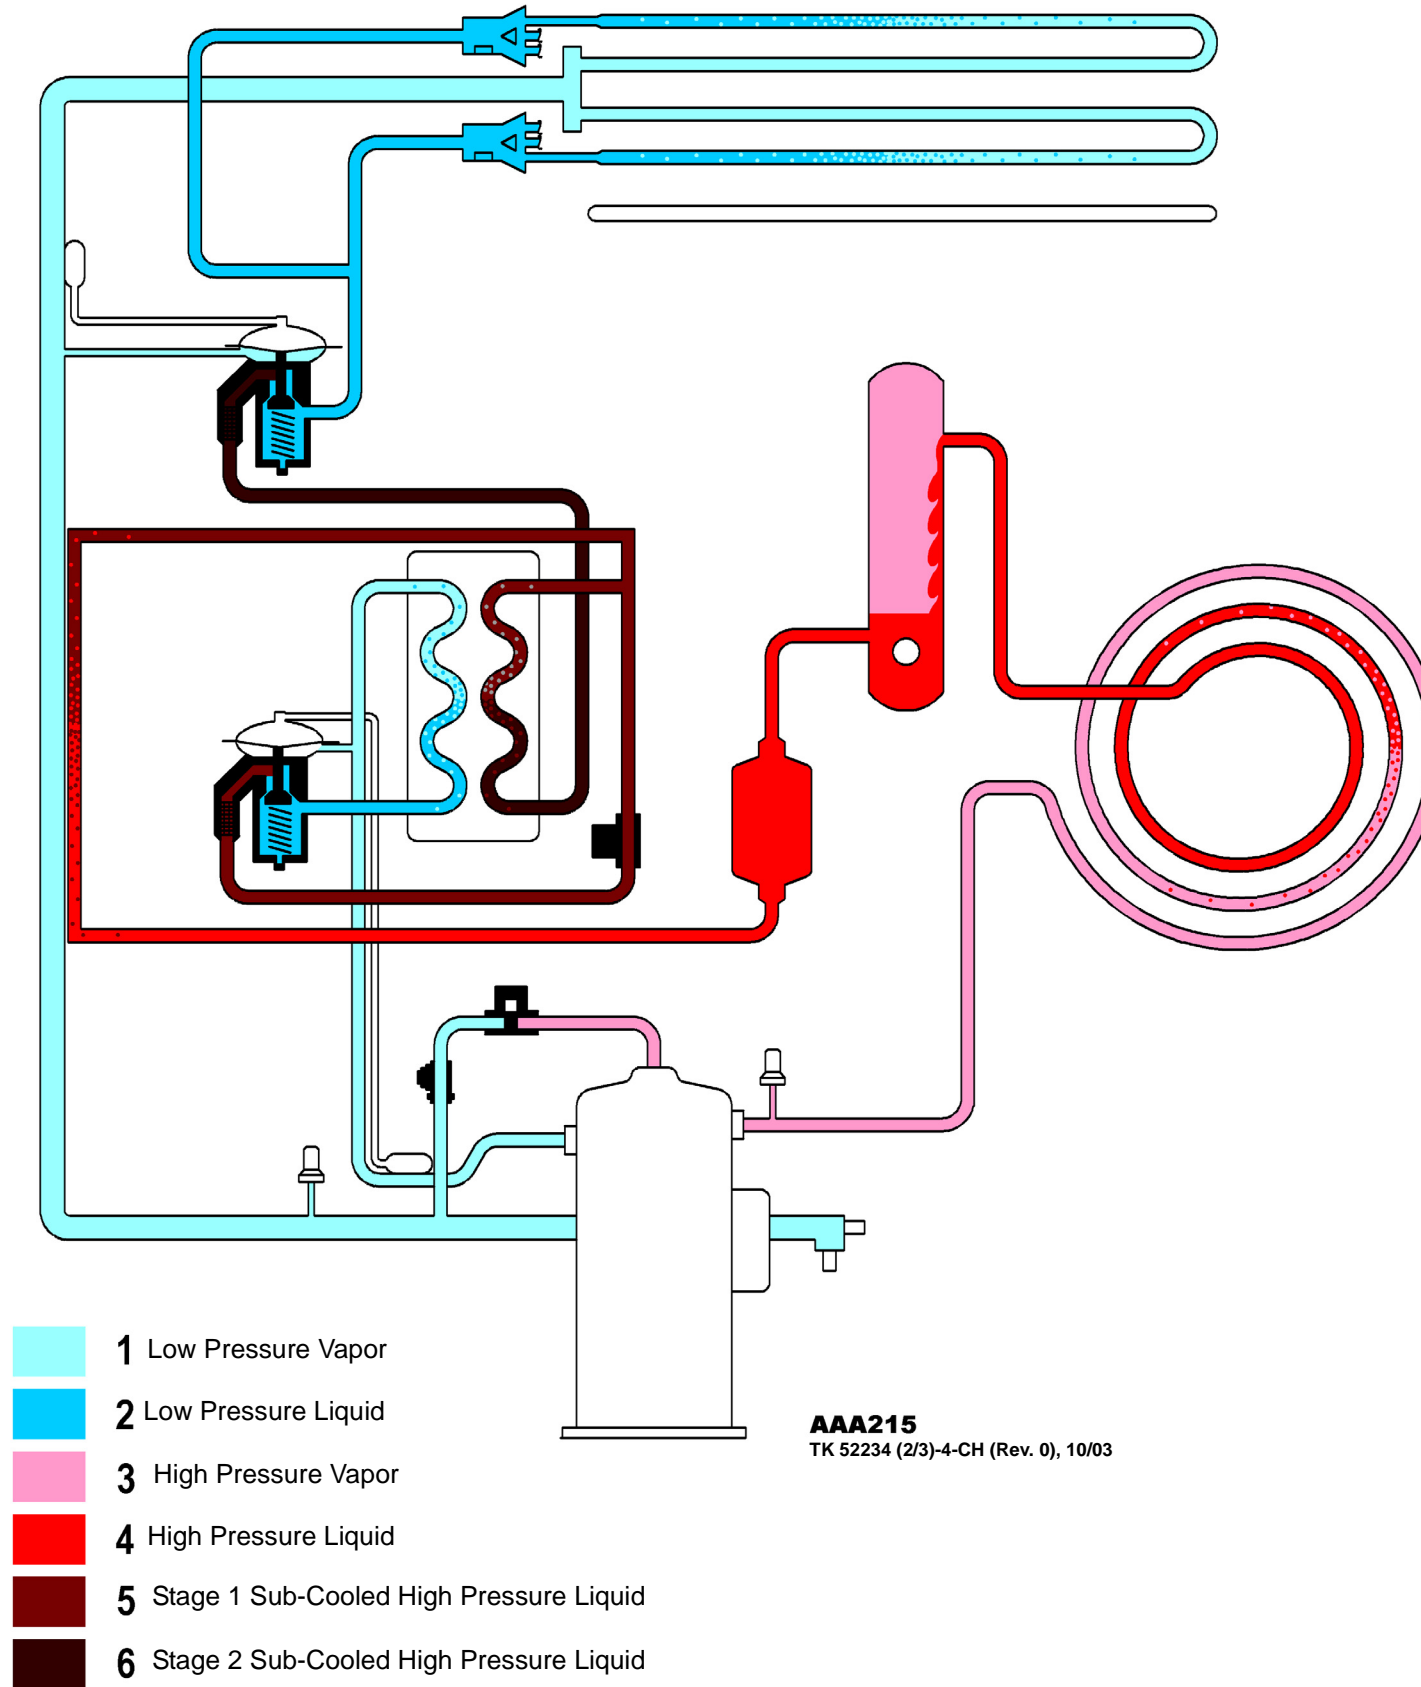 1 Low Pressure Vapor
2 Low Pressure Liquid
3 High Pressure Vapor
4 High Pressure Liquid
5 Stage 1 Sub-Cooled High Pressure Liquid
6 Stage 2 Sub-Cooled High Pressure Liquid
AAA215
TK 52234 (2/3)-4-CH (Rev. 0), 10/03